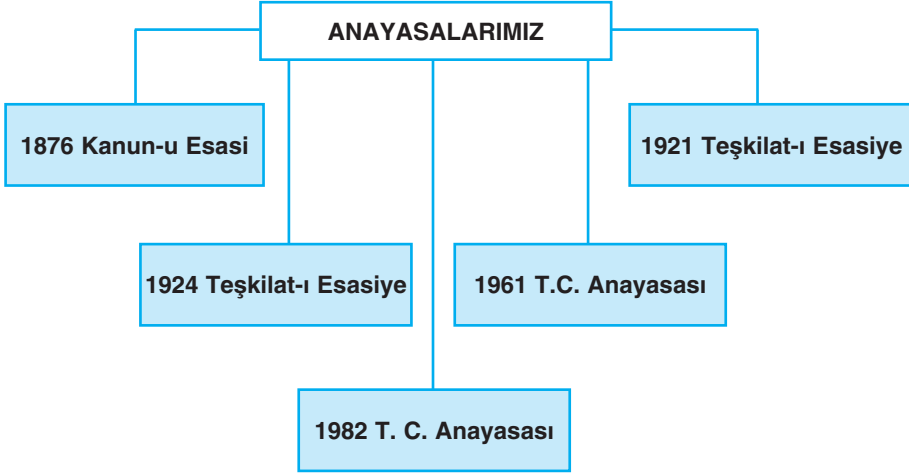 ANAYASALARIMIZ
1876 Kanun-u Esasi
1921 Teşkilat-ı Esasiye
1924 Teşkilat-ı Esasiye
1961 T.C. Anayasası
1982 T. C. Anayasası